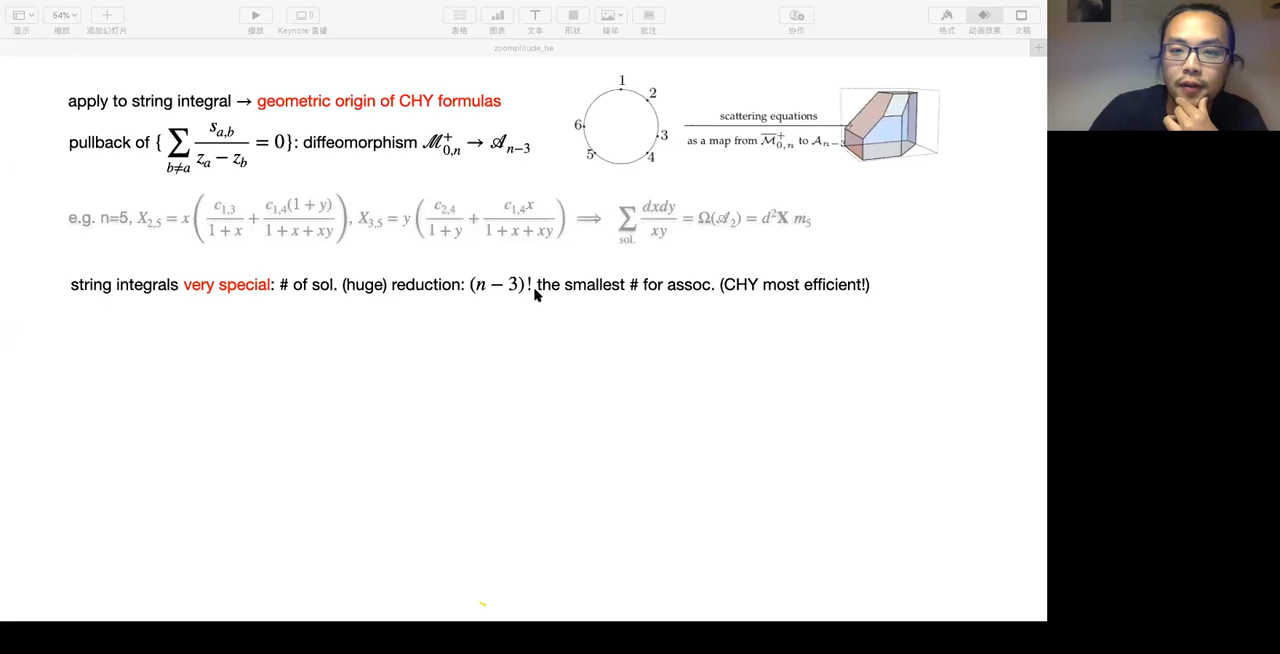 54%
显示 缩放 添加幻灯片 播放 Keynote 直播 表格 图表 文本 形状 媒体 批注 协作 格式 动画效果 文稿
zoomplitude_he
apply to string integral → geometric origin of CHY formulas
pullback of { ∑_{b≠a} s_{a,b} / (z_a − z_b) = 0}: diffeomorphism ℳ⁺_{0,n} → 𝒜_{n−3}
1
2
3
4
5
6
scattering equations
as a map from ℳ̅⁺_{0,n} to 𝒜_{n−3}
e.g. n=5, X_{2,5} = x ( c_{1,3} / (1 + x) + c_{1,4}(1 + y) / (1 + x + xy) ), X_{3,5} = y ( c_{2,4} / (1 + y) + c_{1,4}x / (1 + x + xy) ) ⟹ ∑_{sol.} dxdy / xy = Ω(𝒜_2) = d²X m_5
string integrals very special: # of sol. (huge) reduction: (n − 3)! the smallest # for assoc. (CHY most efficient!)